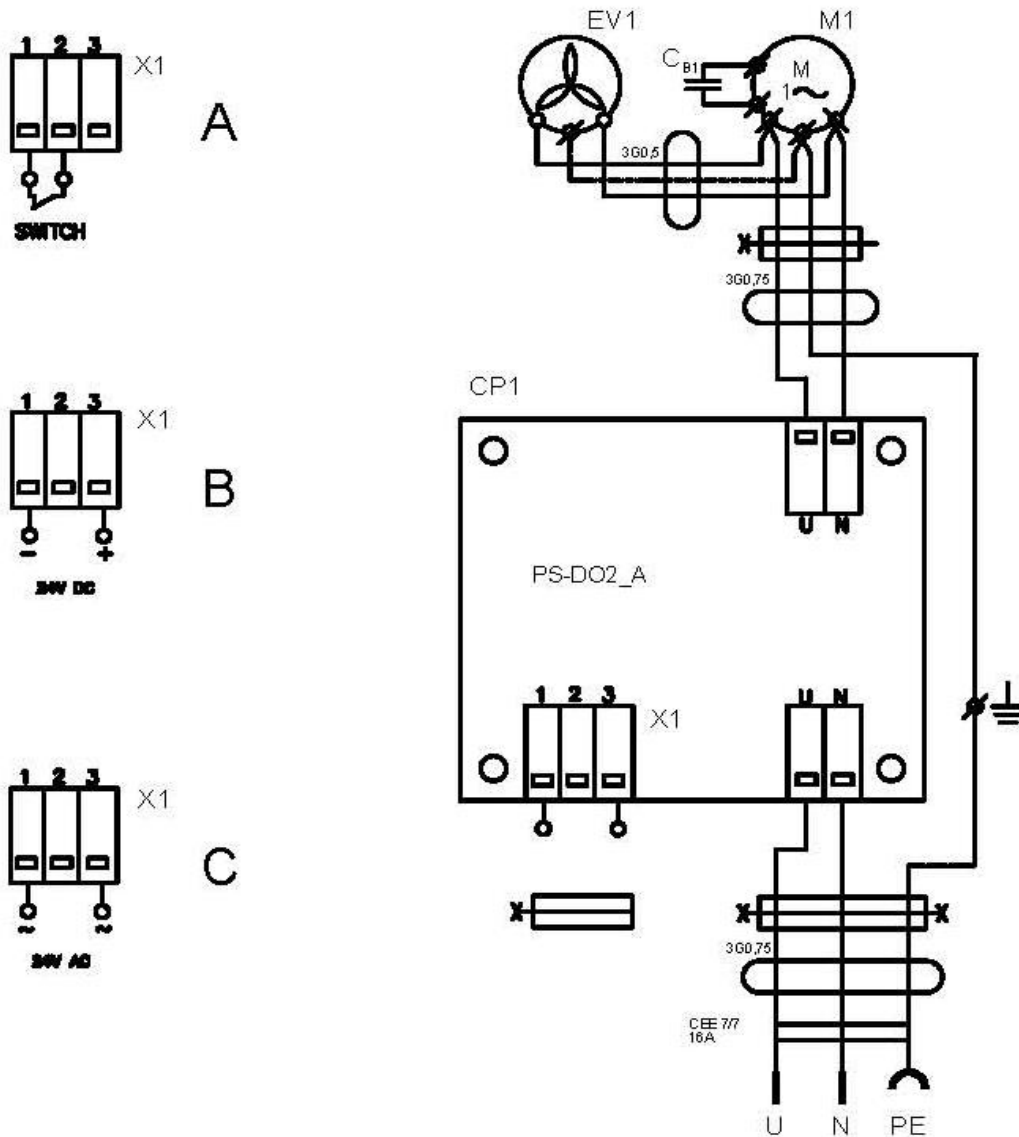 1 2 3
X1
A
SWITCH
1 2 3
X1
B
- +
24V DC
1 2 3
X1
C
~ ~
24V AC
EV1
M1
C B1
M
1~
3G0,5
3G0,75
CP1
U N
PS-DO2_A
1 2 3
X1
U N
3G0,75
CEE 7/7
16A
U N PE